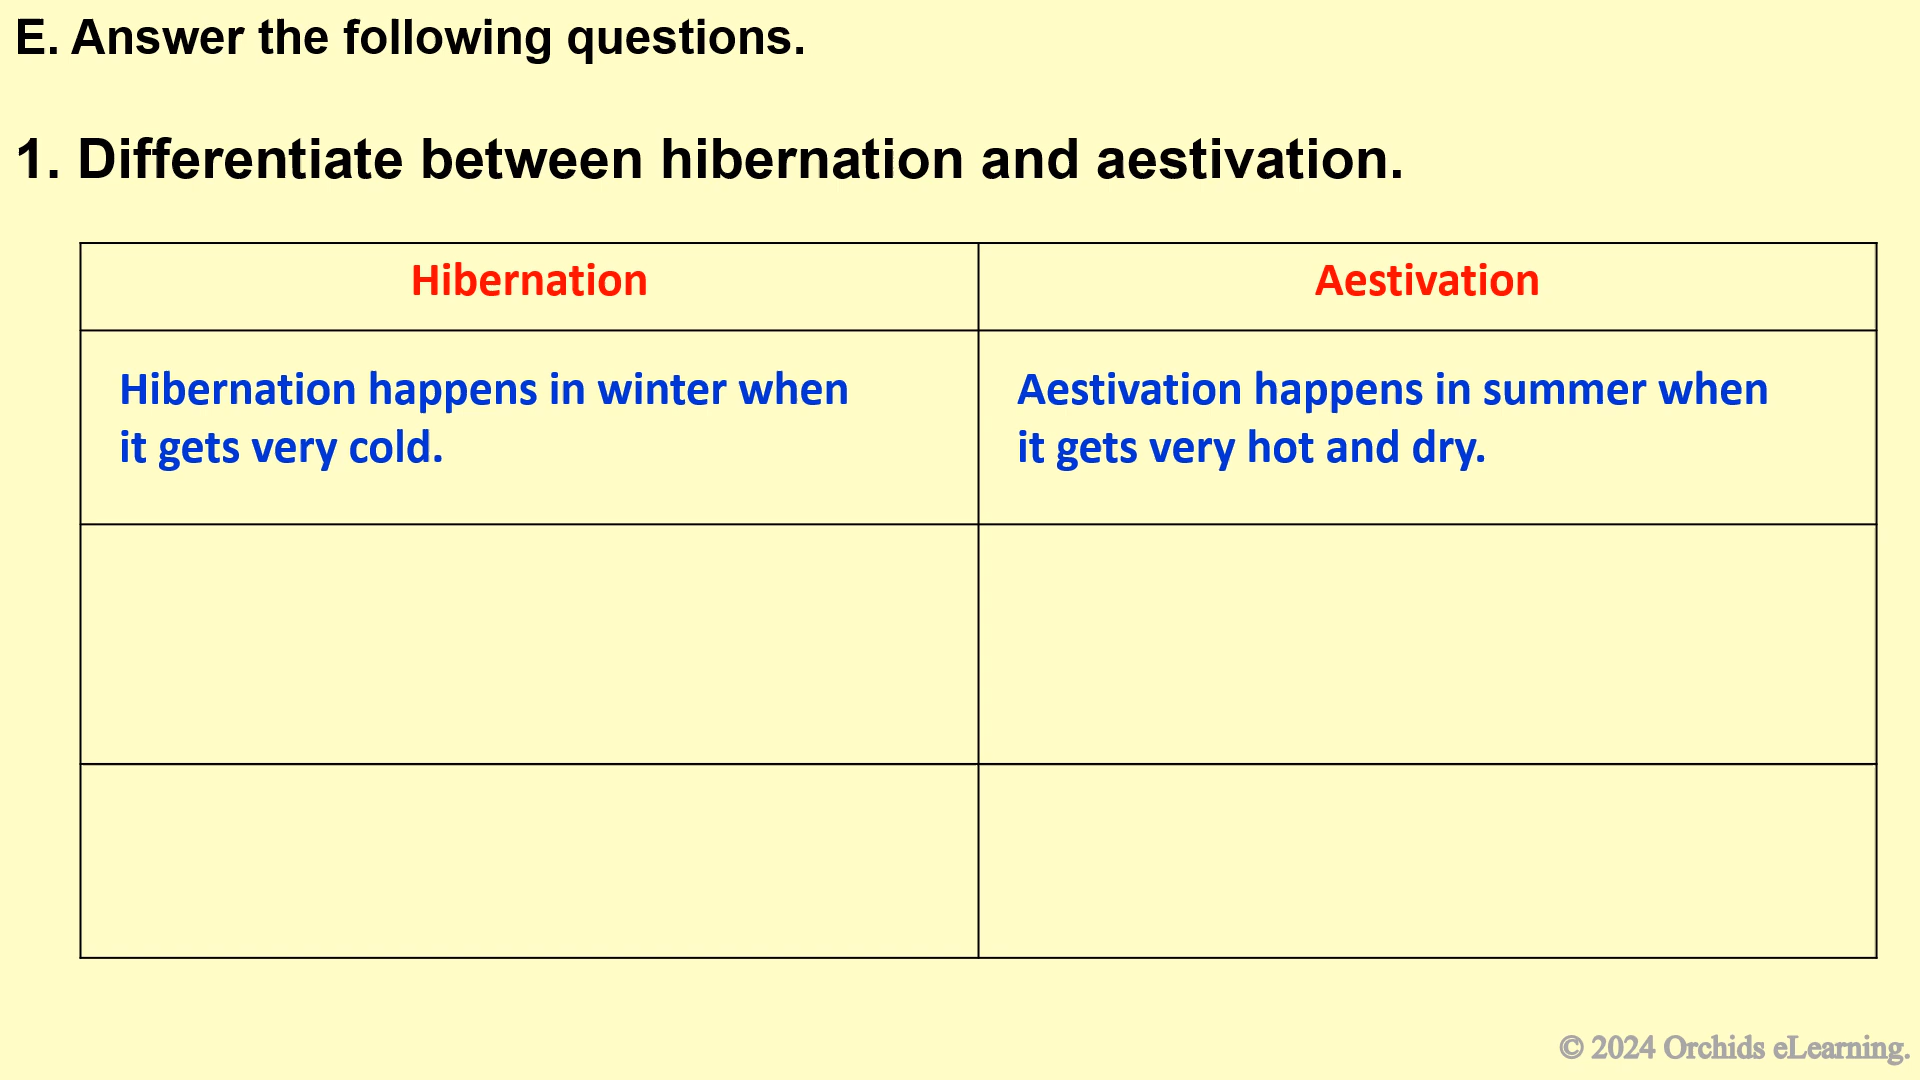 E. Answer the following questions.
1. Differentiate between hibernation and aestivation.
Hibernation
Aestivation
Hibernation happens in winter when
it gets very cold.
Aestivation happens in summer when
it gets very hot and dry.
© 2024 Orchids eLearning.